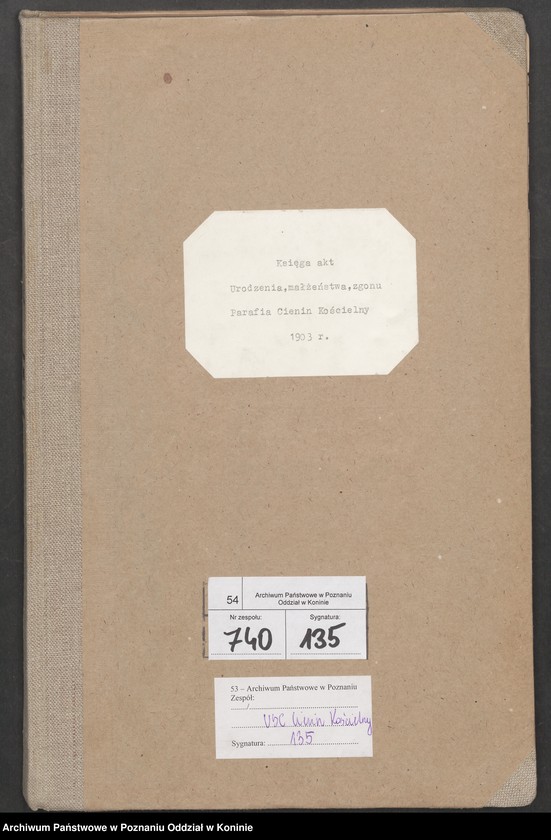 Księga akt
Urodzenia,małżeństwa,zgonu
Parafia Cienin Kościelny
1903 r.
54
Archiwum Państwowe w Poznaniu
Oddział w Koninie
Nr zespołu:
Sygnatura:
740
135
53 – Archiwum Państwowe w Poznaniu
Zespół:
USC Cienin Kościelny
Sygnatura: 135
Archiwum Państwowe w Poznaniu Oddział w Koninie